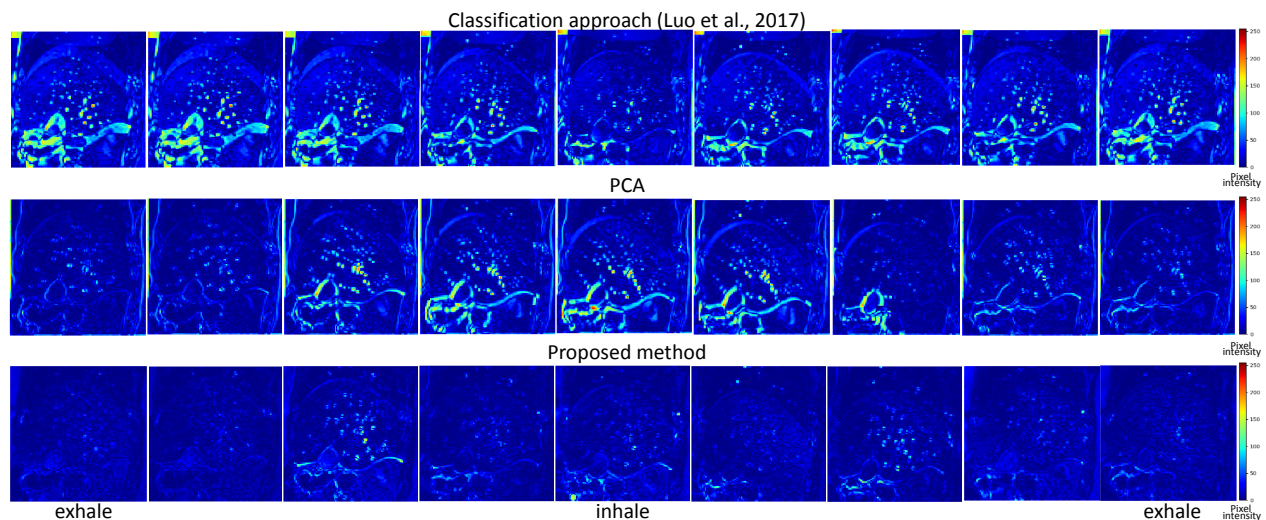 Classification approach (Luo et al., 2017)
250
200
150
100
50
0
Pixel
intensity
PCA
250
200
150
100
50
0
Pixel
intensity
Proposed method
250
200
150
100
50
0
Pixel
intensity
exhale inhale exhale